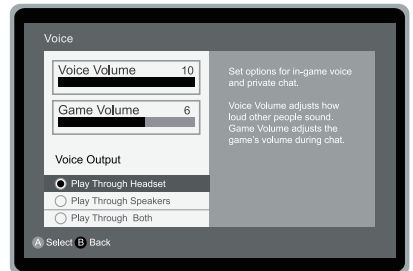 Voice
Voice Volume 10
Game Volume 6
Voice Output
Play Through Headset
Play Through Speakers
Play Through Both
Set options for in-game voice
and private chat.
Voice Volume adjusts how
loud other people sound.
Game Volume adjusts the
game's volume during chat.
A Select B Back